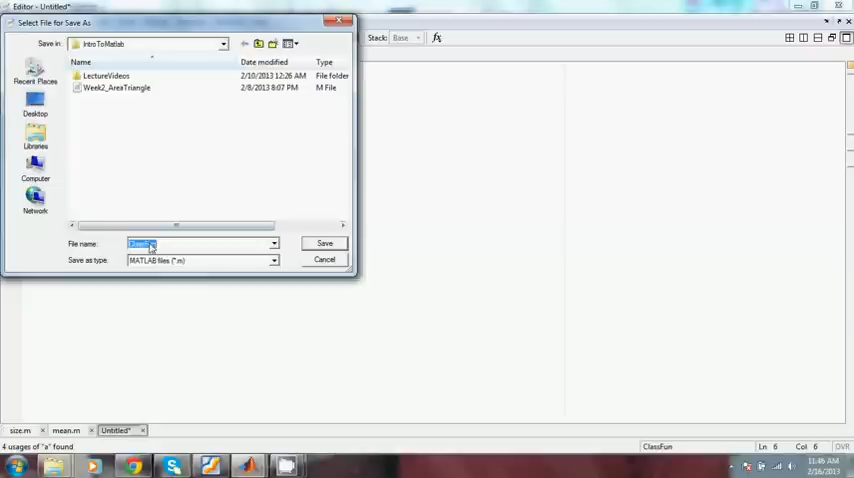 Editor - Untitled*
Select File for Save As
Save in: IntroToMatlab
Stack: Base fx
Name Date modified Type
LectureVideos 2/10/2013 12:26 AM File folder
Week2_AreaTriangle 2/8/2013 8:07 PM M File
Recent Places
Desktop
Libraries
Computer
Network
File name: ClassFun Save
Save as type: MATLAB files (*.m) Cancel
size.m mean.m Untitled*
4 usages of "a" found ClassFun Ln 6 Col 6 OVR
11:46 AM
2/16/2013